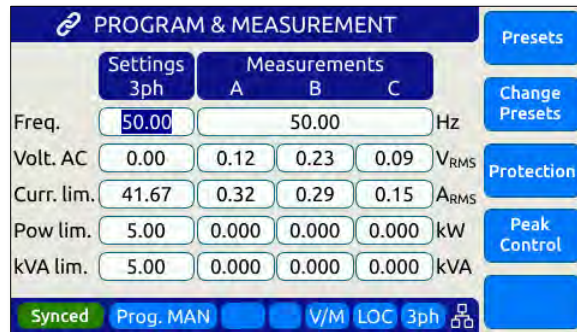 PROGRAM & MEASUREMENT
Settings Measurements
3ph A B C
Freq. 50.00 50.00 Hz
Volt. AC 0.00 0.12 0.23 0.09 VRMS
Curr. lim. 41.67 0.32 0.29 0.15 ARMS
Pow lim. 5.00 0.000 0.000 0.000 kW
kVA lim. 5.00 0.000 0.000 0.000 kVA
Synced Prog. MAN V/M LOC 3ph
Presets
Change
Presets
Protection
Peak
Control